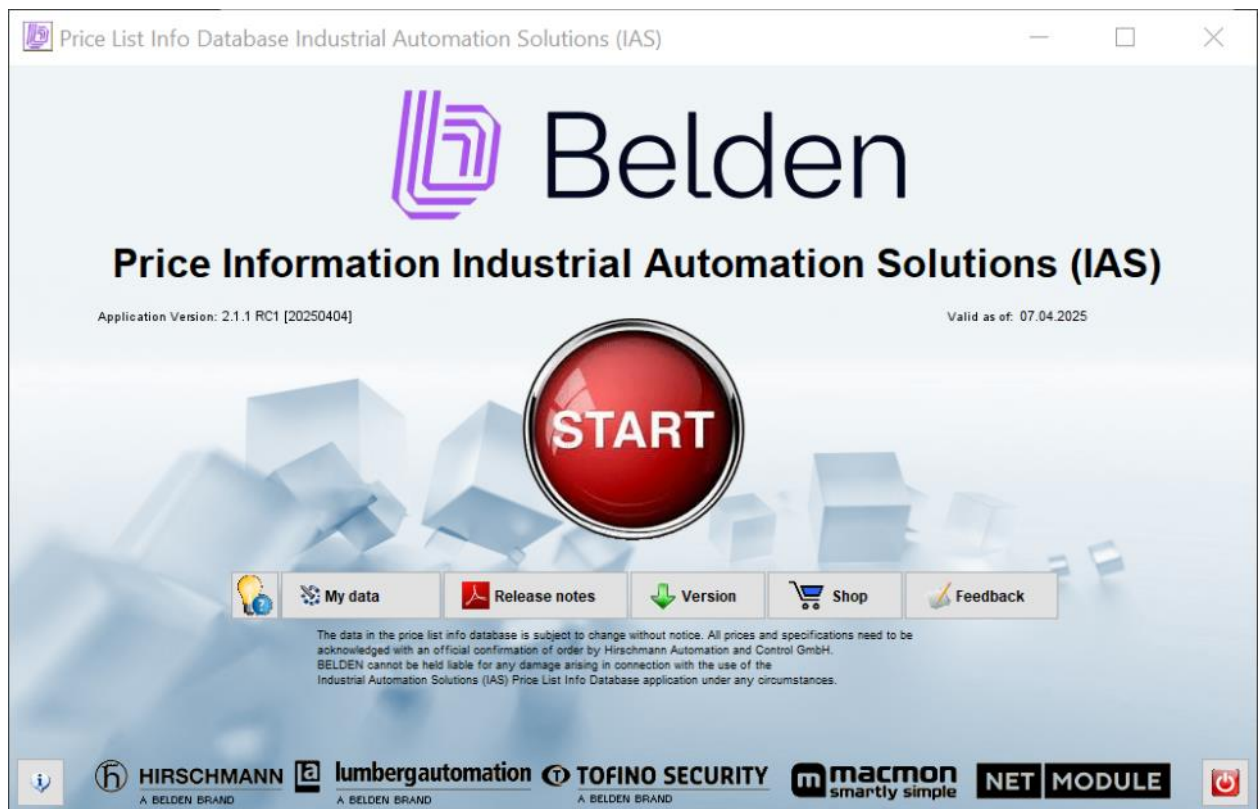 Price List Info Database Industrial Automation Solutions (IAS)
Belden
Price Information Industrial Automation Solutions (IAS)
Application Version: 2.1.1 RC1 [20250404]
Valid as of: 07.04.2025
START
My data
Release notes
Version
Shop
Feedback
The data in the price list info database is subject to change without notice. All prices and specifications need to be
acknowledged with an official confirmation of order by Hirschmann Automation and Control GmbH.
BELDEN cannot be held liable for any damage arising in connection with the use of the
Industrial Automation Solutions (IAS) Price List Info Database application under any circumstances.
HIRSCHMANN
A BELDEN BRAND
lumbergautomation
A BELDEN BRAND
TOFINO SECURITY
A BELDEN BRAND
macmon
smartly simple
NET MODULE